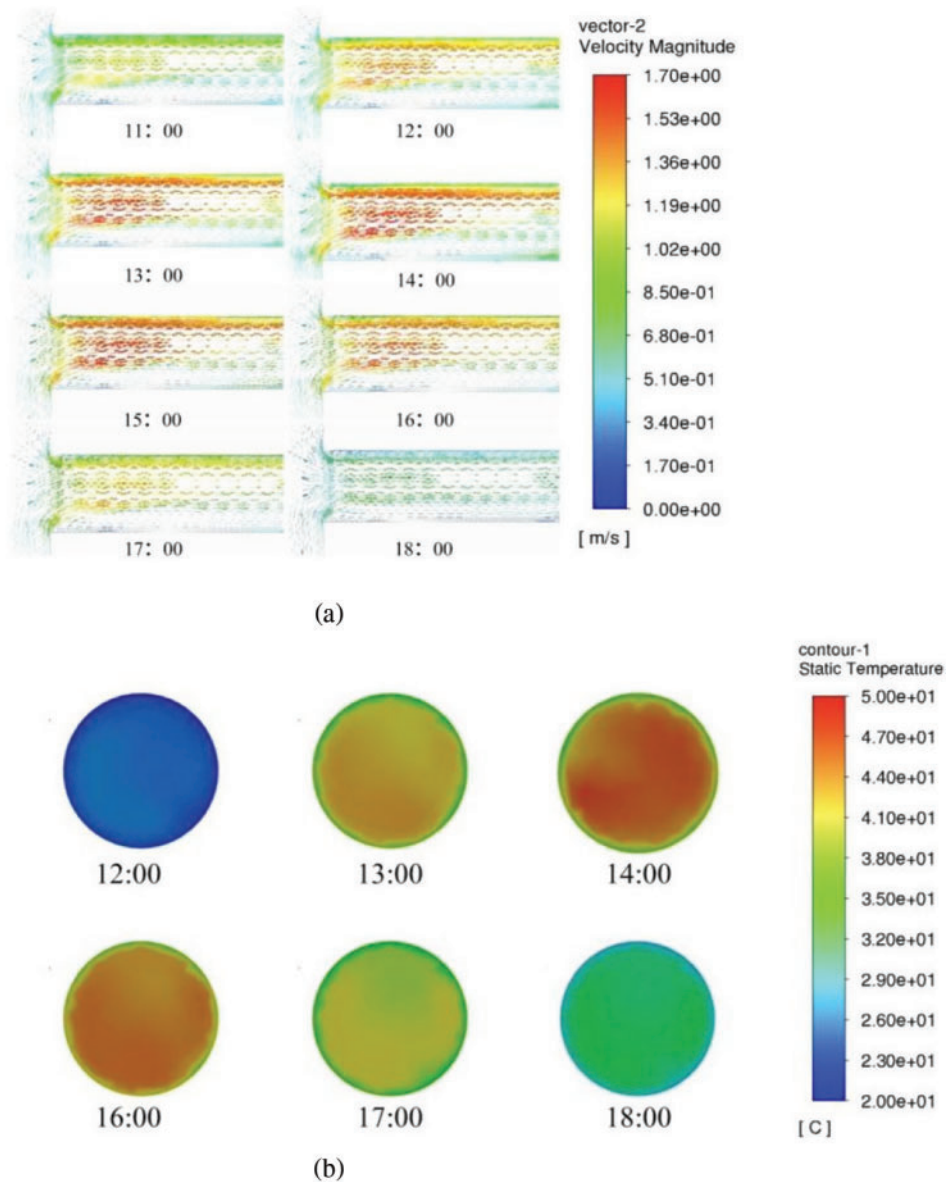 vector-2
Velocity Magnitude
1.70e+00
1.53e+00
1.36e+00
1.19e+00
1.02e+00
8.50e-01
6.80e-01
5.10e-01
3.40e-01
1.70e-01
0.00e+00
[ m/s ]
11：00
12：00
13：00
14：00
15：00
16：00
17：00
18：00
(a)
contour-1
Static Temperature
5.00e+01
4.70e+01
4.40e+01
4.10e+01
3.80e+01
3.50e+01
3.20e+01
2.90e+01
2.60e+01
2.30e+01
2.00e+01
[ C ]
12:00
13:00
14:00
16:00
17:00
18:00
(b)